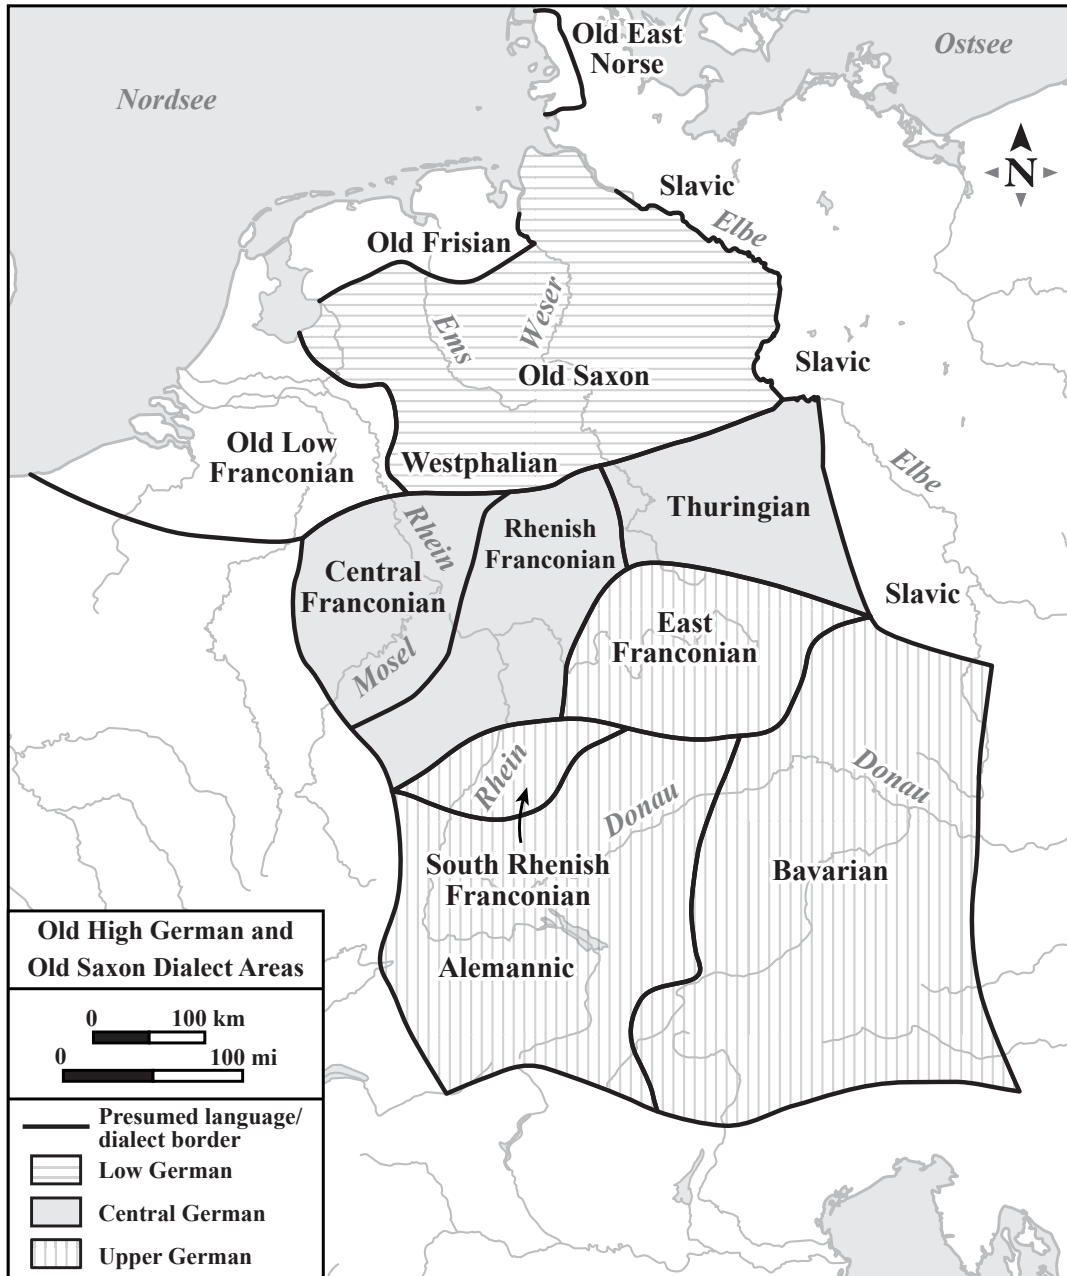 Old East
Norse
Ostsee
Nordsee
N
Slavic
Elbe
Old Frisian
Weser
Ems
Slavic
Old Saxon
Old Low
Franconian
Westphalian
Elbe
Thuringian
Rhein
Rhenish
Franconian
Central
Franconian
Slavic
East
Franconian
Mosel
Rhein
Donau
Donau
South Rhenish
Franconian
Bavarian
Alemannic
Old High German and
Old Saxon Dialect Areas
0 100 km
0 100 mi
Presumed language/
dialect border
Low German
Central German
Upper German